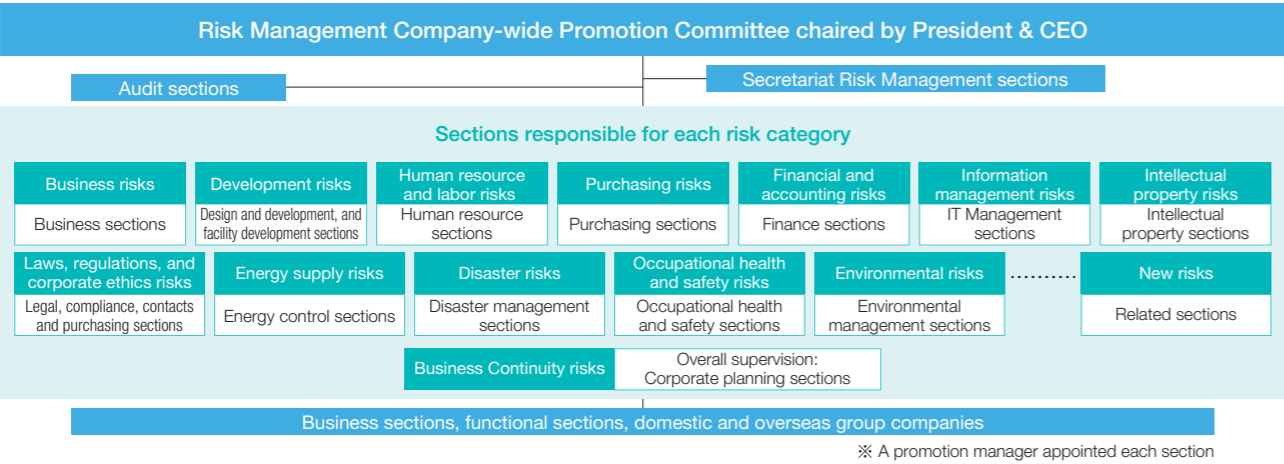 Risk Management Company-wide Promotion Committee chaired by President & CEO
Audit sections
Secretariat Risk Management sections
Sections responsible for each risk category
Business risks
Business sections
Development risks
Design and development, and
facility development sections
Human resource
and labor risks
Human resource
sections
Purchasing risks
Purchasing sections
Financial and
accounting risks
Finance sections
Information
management risks
IT Management
sections
Intellectual
property risks
Intellectual
property sections
Laws, regulations, and
corporate ethics risks
Legal, compliance, contacts
and purchasing sections
Energy supply risks
Energy control sections
Disaster risks
Disaster management
sections
Occupational health
and safety risks
Occupational health
and safety sections
Environmental risks
Environmental
management sections
New risks
Related sections
Business Continuity risks
Overall supervision:
Corporate planning sections
Business sections, functional sections, domestic and overseas group companies
※ A promotion manager appointed each section